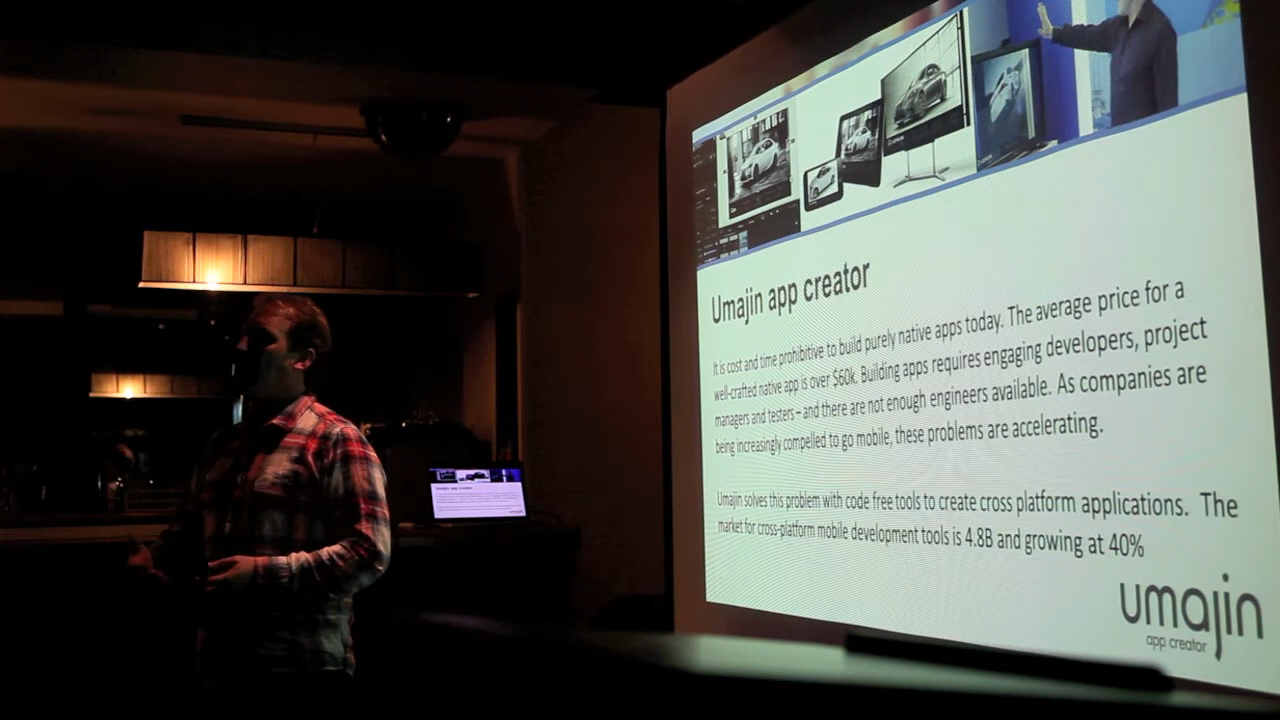 Umajin app creator
It is cost and time prohibitive to build purely native apps today. The average price for a
well-crafted native app is over $60k. Building apps requires engaging developers, project
managers and testers – and there are not enough engineers available. As companies are
being increasingly compelled to go mobile, these problems are accelerating.
Umajin solves this problem with code free tools to create cross platform applications. The
market for cross-platform mobile development tools is 4.8B and growing at 40%
umajin
app creator